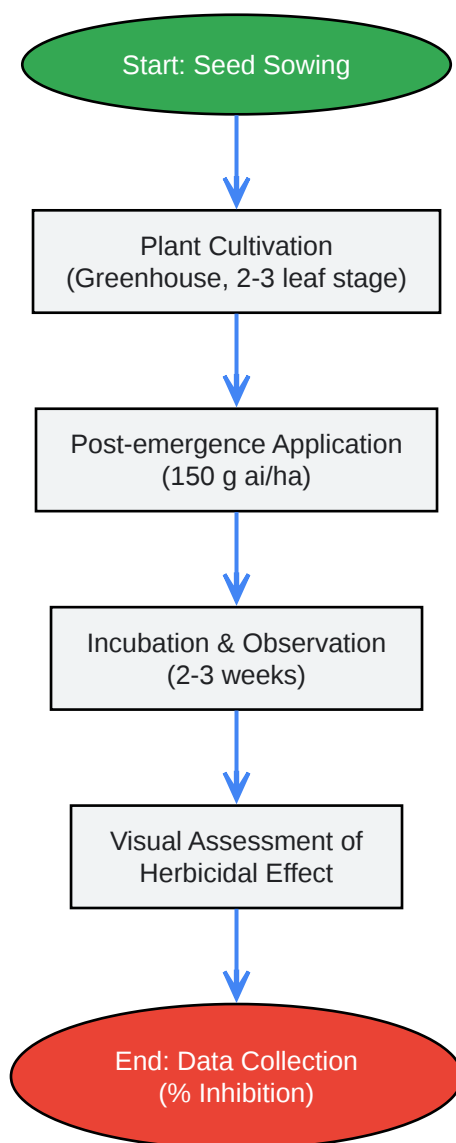 Start: Seed Sowing
Plant Cultivation
(Greenhouse, 2-3 leaf stage)
Post-emergence Application
(150 g ai/ha)
Incubation & Observation
(2-3 weeks)
Visual Assessment of
Herbicidal Effect
End: Data Collection
(% Inhibition)